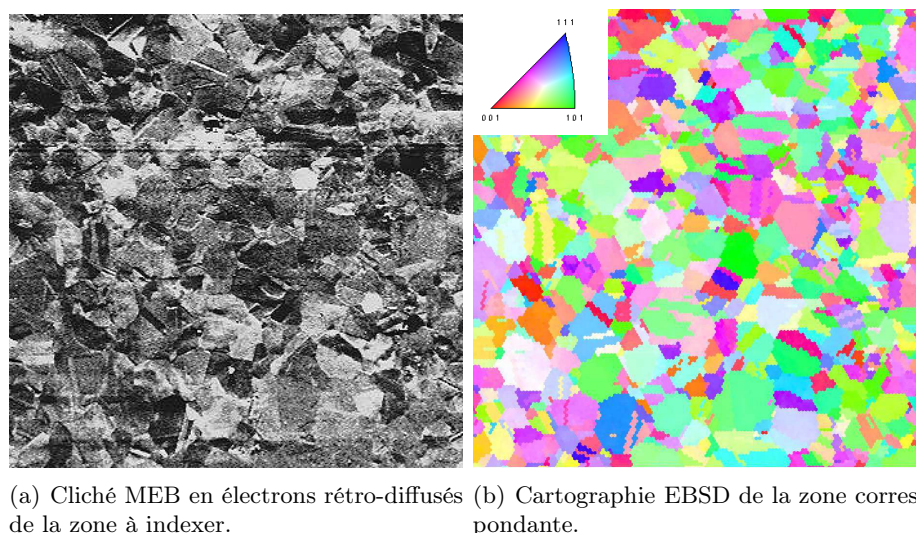 111
001
101
(a) Cliché MEB en électrons rétro-diffusés
de la zone à indexer.
(b) Cartographie EBSD de la zone corres
pondante.